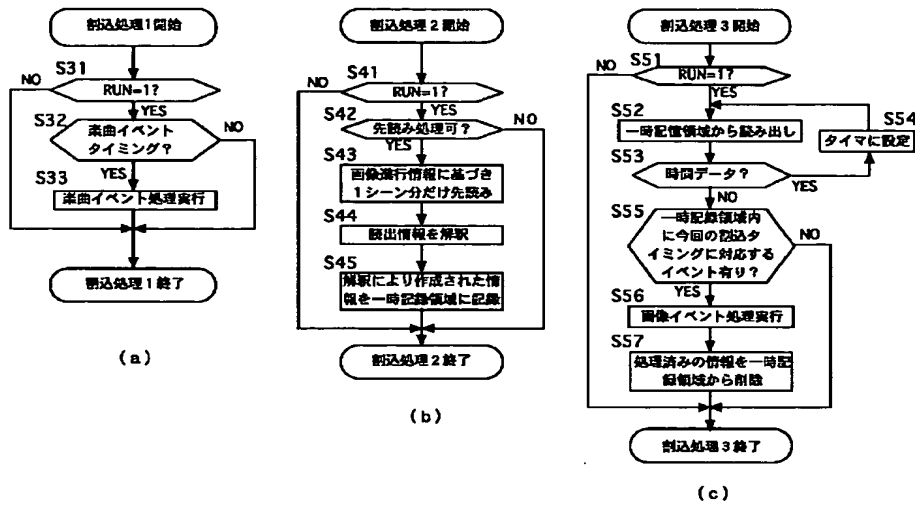 割込処理1開始
S31
NO
RUN=1?
YES
S32
楽曲イベント
タイミング?
NO
YES
S33
楽曲イベント処理実行
割込処理1終了
(a)
割込処理2開始
S41
NO
RUN=1?
YES
S42
先読み処理可?
NO
YES
S43
画像進行情報に基づき
1シーン分だけ先読み
S44
読出情報を解釈
S45
解釈により作成された情
報を一時記録領域に記録
割込処理2終了
(b)
割込処理3開始
S51
NO
RUN=1?
YES
S52
一時記憶領域から読み出し
S54
タイマに設定
S53
時間データ?
YES
NO
S55
一時記録領域内
に今回の割込タ
イミングに対応する
イベント有り?
NO
YES
S56
画像イベント処理実行
S57
処理済みの情報を一時記
録領域から削除
割込処理3終了
(c)